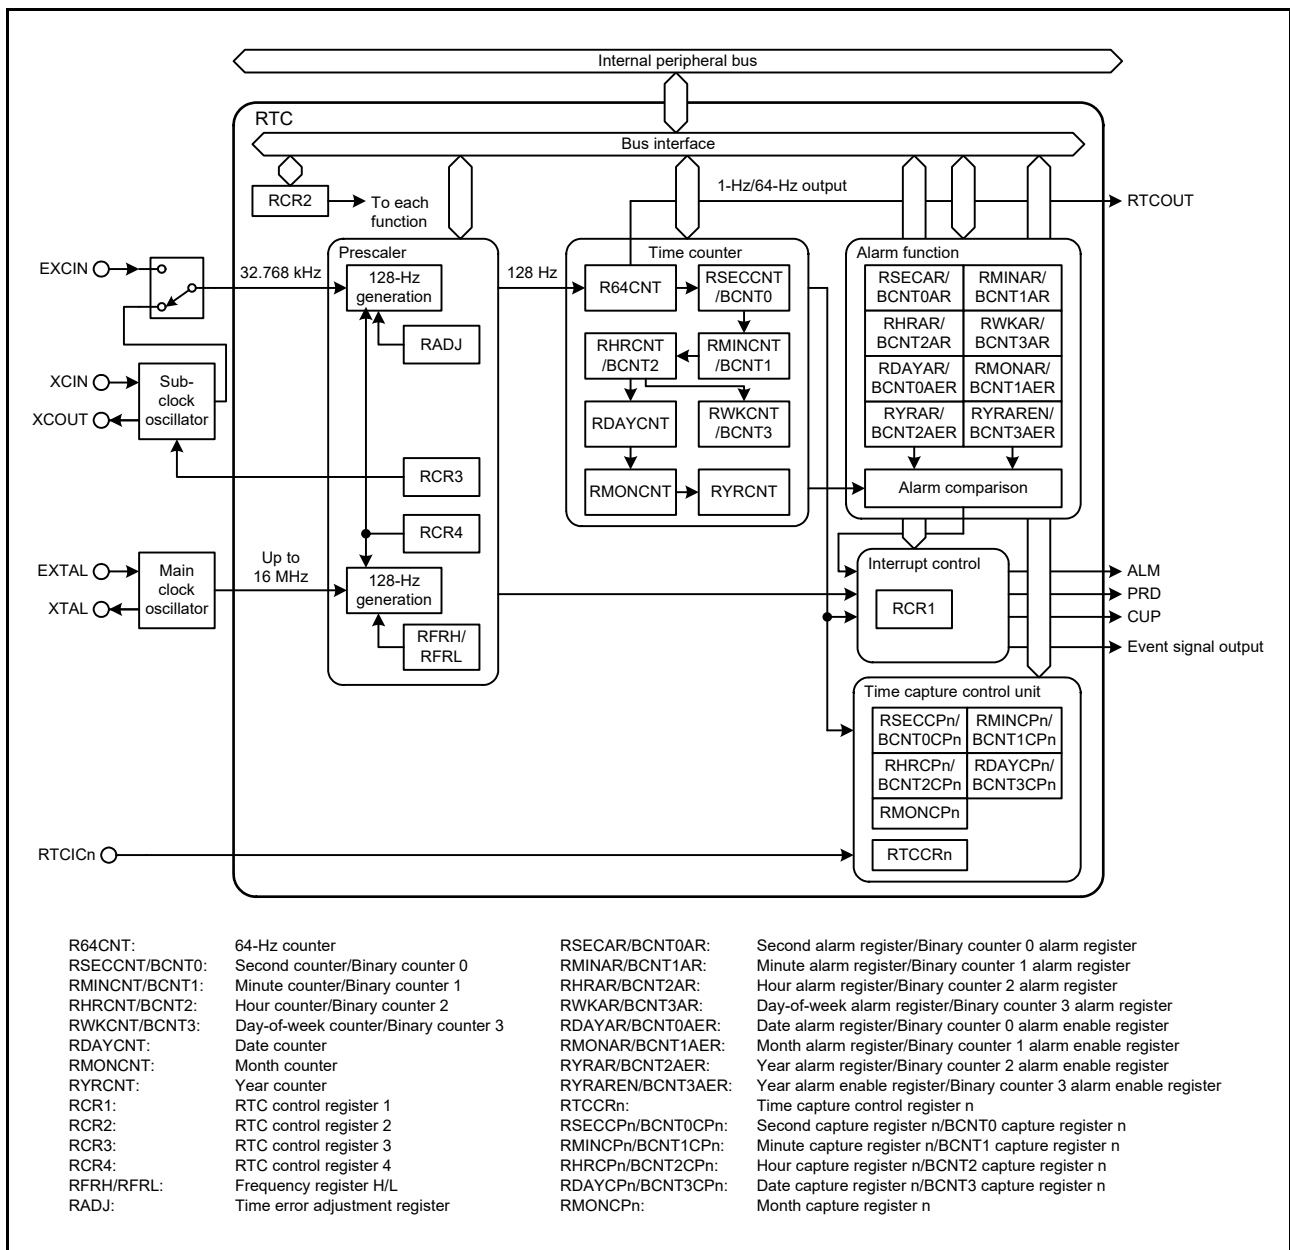 Internal peripheral bus
RTC
Bus interface
1-Hz/64-Hz output
RCR2
To each
function
RTCOUT
EXCIN
32.768 kHz
Prescaler
128-Hz
generation
RADJ
128 Hz
Time counter
R64CNT
RSECCNT
/BCNT0
RHRCNT
/BCNT2
RMINCNT
/BCNT1
RDAYCNT
RWKCNT
/BCNT3
RMONCNT
RYRCNT
Alarm function
RSECAR/
BCNT0AR
RMINAR/
BCNT1AR
RHRAR/
BCNT2AR
RWKAR/
BCNT3AR
RDAYAR/
BCNT0AER
RMONAR/
BCNT1AER
RYRAR/
BCNT2AER
RYRAREN/
BCNT3AER
Alarm comparison
XCIN
XCOUT
Sub-
clock
oscillator
RCR3
RCR4
EXTAL
XTAL
Main
clock
oscillator
Up to
16 MHz
128-Hz
generation
RFRH/
RFRL
Interrupt control
RCR1
ALM
PRD
CUP
Event signal output
Time capture control unit
RSECCPn/
BCNT0CPn
RMINCPn/
BCNT1CPn
RHRCPn/
BCNT2CPn
RDAYCPn/
BCNT3CPn
RMONCPn
RTCCRn
RTCICn
R64CNT: 64-Hz counter
RSECCNT/BCNT0: Second counter/Binary counter 0
RMINCNT/BCNT1: Minute counter/Binary counter 1
RHRCNT/BCNT2: Hour counter/Binary counter 2
RWKCNT/BCNT3: Day-of-week counter/Binary counter 3
RDAYCNT: Date counter
RMONCNT: Month counter
RYRCNT: Year counter
RCR1: RTC control register 1
RCR2: RTC control register 2
RCR3: RTC control register 3
RCR4: RTC control register 4
RFRH/RFRL: Frequency register H/L
RADJ: Time error adjustment register
RSECAR/BCNT0AR: Second alarm register/Binary counter 0 alarm register
RMINAR/BCNT1AR: Minute alarm register/Binary counter 1 alarm register
RHRAR/BCNT2AR: Hour alarm register/Binary counter 2 alarm register
RWKAR/BCNT3AR: Day-of-week alarm register/Binary counter 3 alarm register
RDAYAR/BCNT0AER: Date alarm register/Binary counter 0 alarm enable register
RMONAR/BCNT1AER: Month alarm register/Binary counter 1 alarm enable register
RYRAR/BCNT2AER: Year alarm register/Binary counter 2 alarm enable register
RYRAREN/BCNT3AER: Year alarm enable register/Binary counter 3 alarm enable register
RTCCRn: Time capture control register n
RSECCPn/BCNT0CPn: Second capture register n/BCNT0 capture register n
RMINCPn/BCNT1CPn: Minute capture register n/BCNT1 capture register n
RHRCPn/BCNT2CPn: Hour capture register n/BCNT2 capture register n
RDAYCPn/BCNT3CPn: Date capture register n/BCNT3 capture register n
RMONCPn: Month capture register n